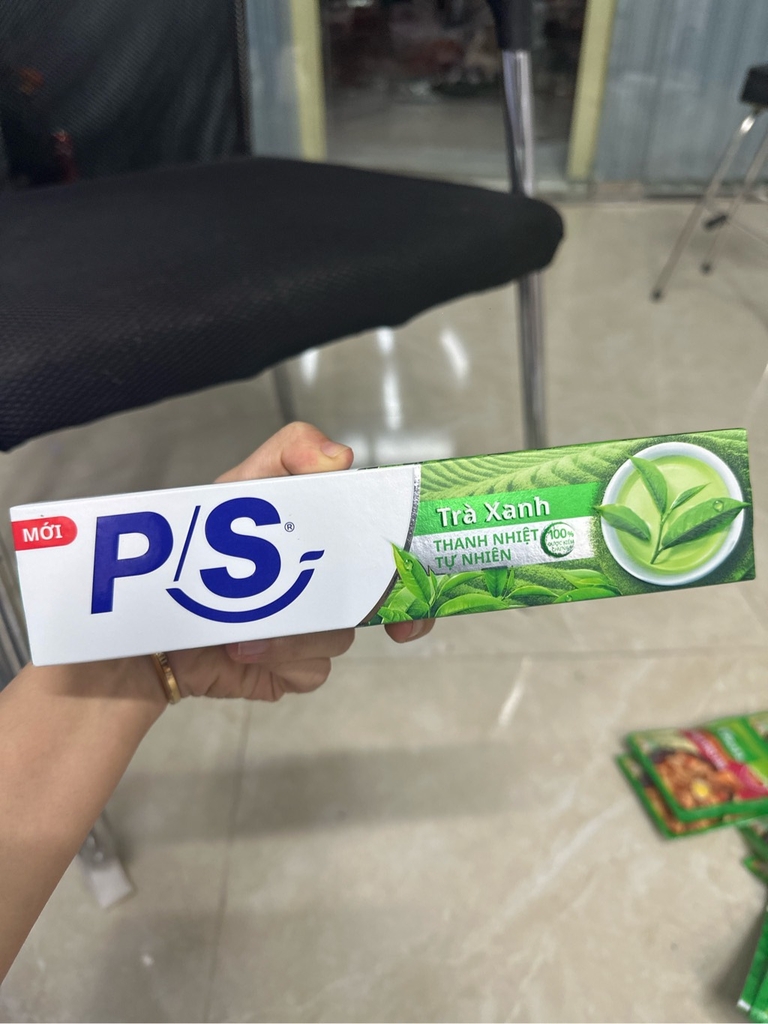 MỚI
P/S®
Trà Xanh
THANH NHIỆT
TỰ NHIÊN
100%